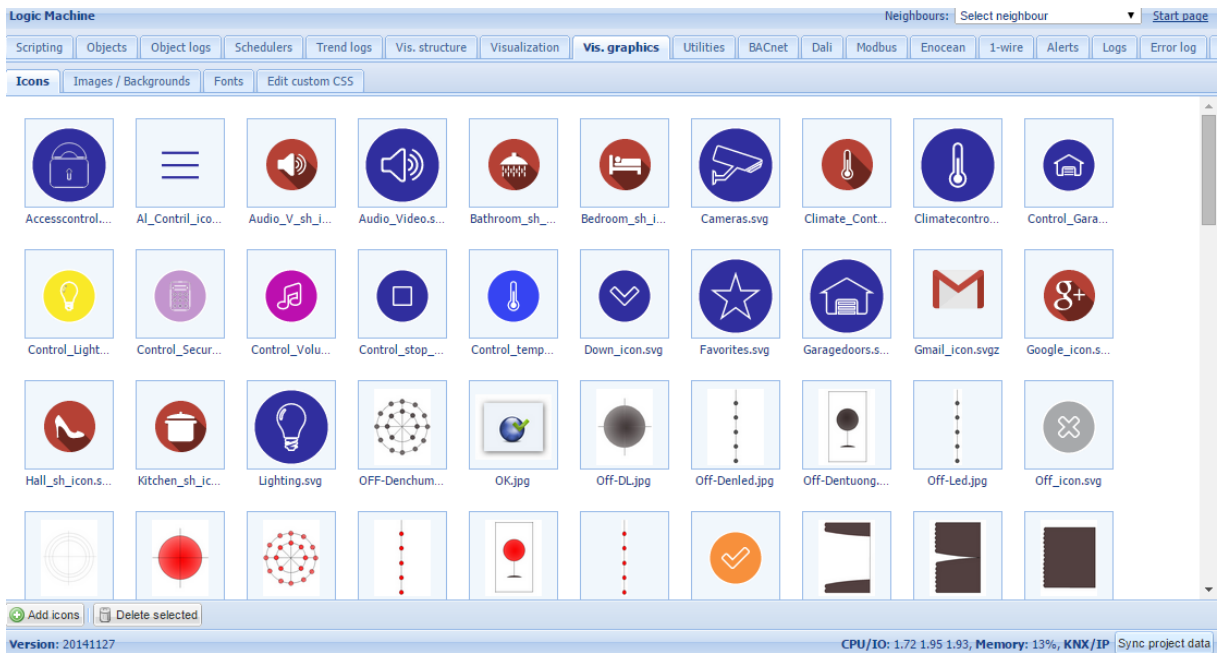 Logic Machine Neighbours: Select neighbour Start page
Scripting Objects Object logs Schedulers Trend logs Vis. structure Visualization Vis. graphics Utilities BACnet Dali Modbus Enocean 1-wire Alerts Logs Error log
Icons Images / Backgrounds Fonts Edit custom CSS
Accesscontrol.... Al_Contril_ico... Audio_V_sh_i... Audio_Video.s... Bathroom_sh_... Bedroom_sh_i... Cameras.svg Climate_Cont... Climatecontro... Control_Gara...
Control_Light... Control_Secur... Control_Volu... Control_stop_... Control_temp... Down_icon.svg Favorites.svg Garagedoors.s... Gmail_icon.svgz Google_icon.s...
Hall_sh_icon.s... Kitchen_sh_ic... Lighting.svg OFF-Denchum... OK.jpg Off-DL.jpg Off-Denled.jpg Off-Dentuong.... Off-Led.jpg Off_icon.svg
Add icons Delete selected
Version: 20141127 CPU/IO: 1.72 1.95 1.93, Memory: 13%, KNX/IP Sync project data